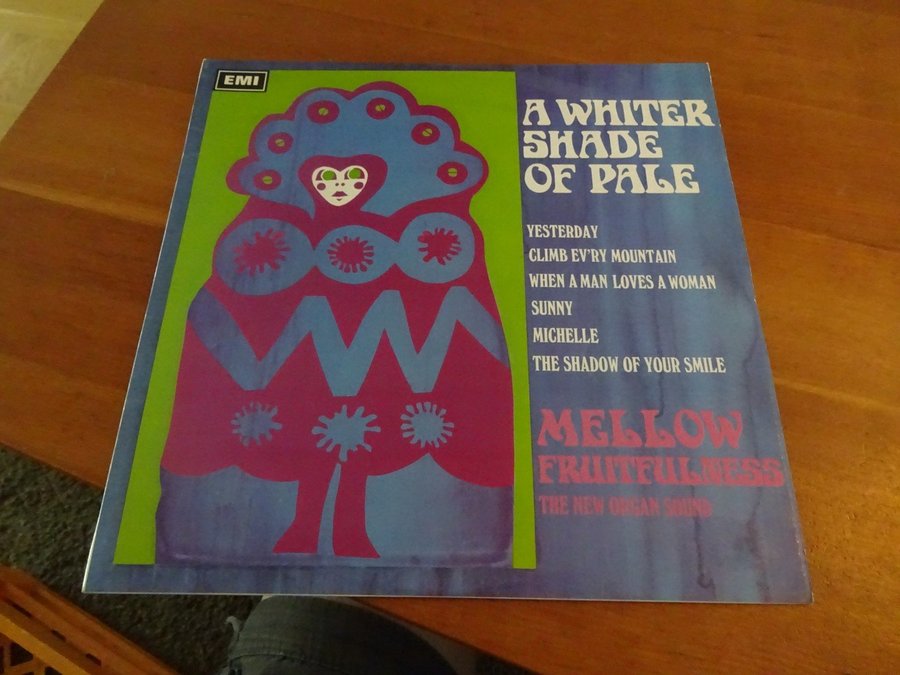 EMI
A WHITER
SHADE
OF PALE
YESTERDAY
CLIMB EV'RY MOUNTAIN
WHEN A MAN LOVES A WOMAN
SUNNY
MICHELLE
THE SHADOW OF YOUR SMILE
MELLOW
FRUITFULNESS
THE NEW ORGAN SOUND